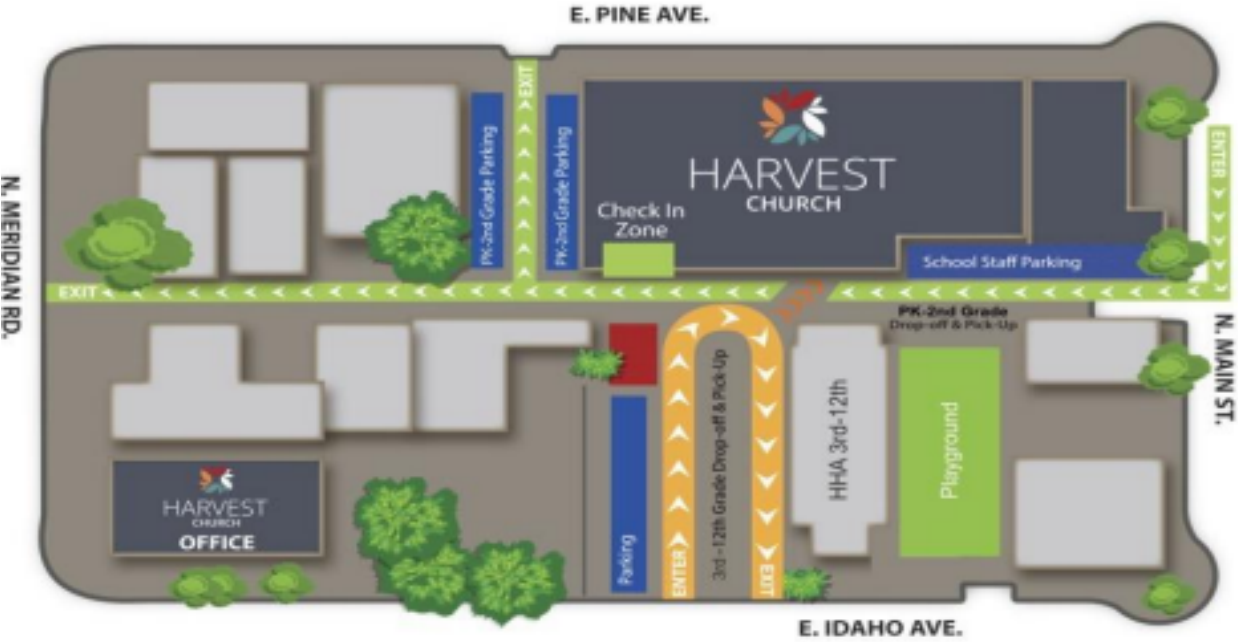 E. PINE AVE.
EXIT
PK-2nd Grade Parking
PK-2nd Grade Parking
HARVEST
CHURCH
Check In
Zone
ENTER
School Staff Parking
N. MERIDIAN RD.
EXIT
PK-2nd Grade
Drop-off & Pick-Up
N. MAIN ST.
3rd -12th Grade Drop-off & Pick-Up
HHA 3rd-12th
Playground
HARVEST
CHURCH
OFFICE
Parking
ENTER
EXIT
E. IDAHO AVE.